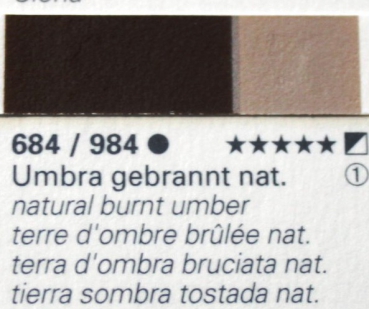 684 / 984 ● ★★★★★ ◪
Umbra gebrannt nat. ①
natural burnt umber
terre d'ombre brûlée nat.
terra d'ombra bruciata nat.
tierra sombra tostada nat.